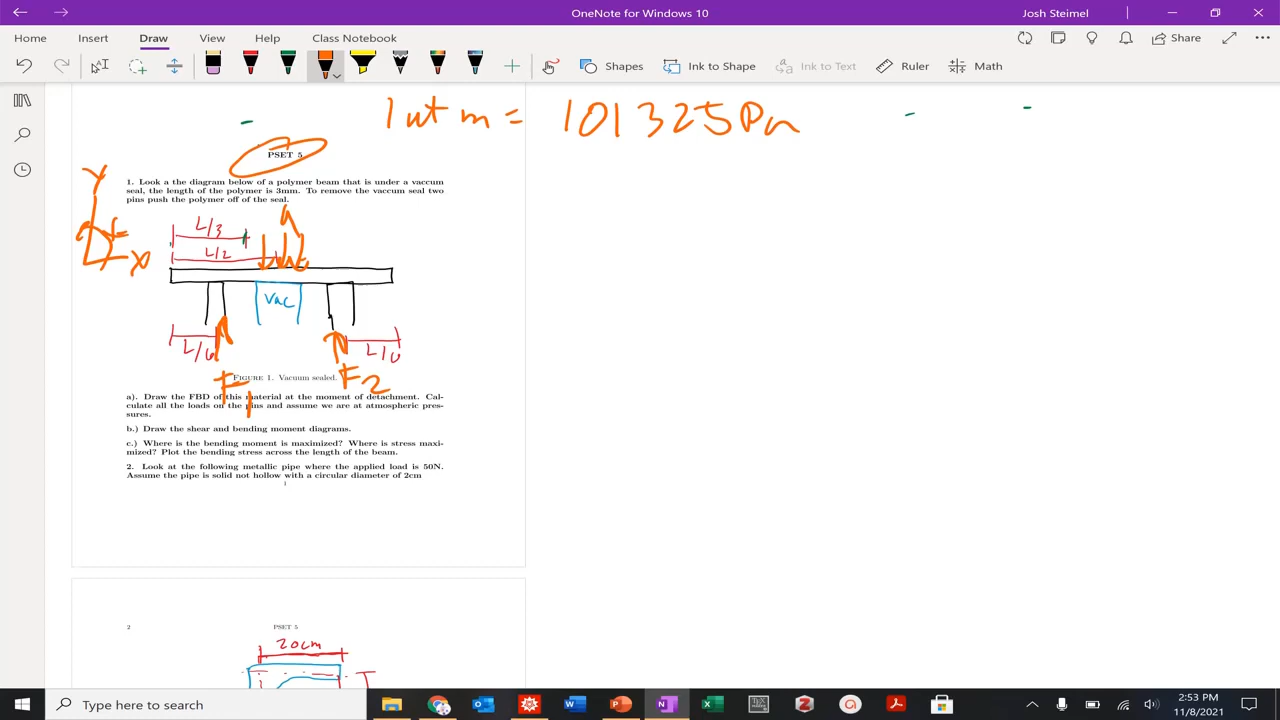 OneNote for Windows 10
Josh Steimel
Home Insert Draw View Help Class Notebook
Share
Shapes Ink to Shape Ink to Text Ruler Math
1 atm = 101325 Pa
PSET 5
1. Look a the diagram below of a polymer beam that is under a vaccum
seal, the length of the polymer is 3mm. To remove the vaccum seal two
pins push the polymer off of the seal.
Y
X
L/3
L/2
Vac
L/6
L/6
F1
F2
FIGURE 1. Vacuum sealed.
a). Draw the FBD of this material at the moment of detachment. Cal-
culate all the loads on the pins and assume we are at atmospheric pres-
sures.
b.) Draw the shear and bending moment diagrams.
c.) Where is the bending moment is maximized? Where is stress maxi-
mized? Plot the bending stress across the length of the beam.
2. Look at the following metallic pipe where the applied load is 50N.
Assume the pipe is solid not hollow with a circular diameter of 2cm
1
2
PSET 5
20cm
Type here to search
2:53 PM
11/8/2021